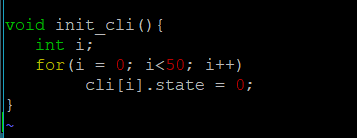 void init_cli(){
   int i;
   for(i = 0; i<50; i++)
        cli[i].state = 0;
}
~